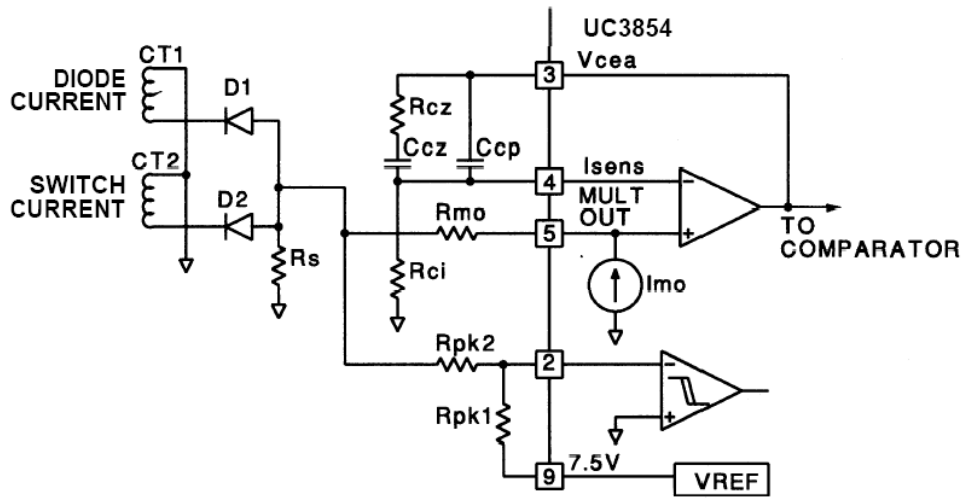 UC3854
CT1
DIODE
CURRENT
D1
3
Vcea
Rcz
Ccz
Ccp
CT2
SWITCH
CURRENT
D2
4
Isens
MULT
OUT
Rmo
5
TO
COMPARATOR
Rs
Rci
Imo
Rpk2
2
Rpk1
9
7.5V
VREF